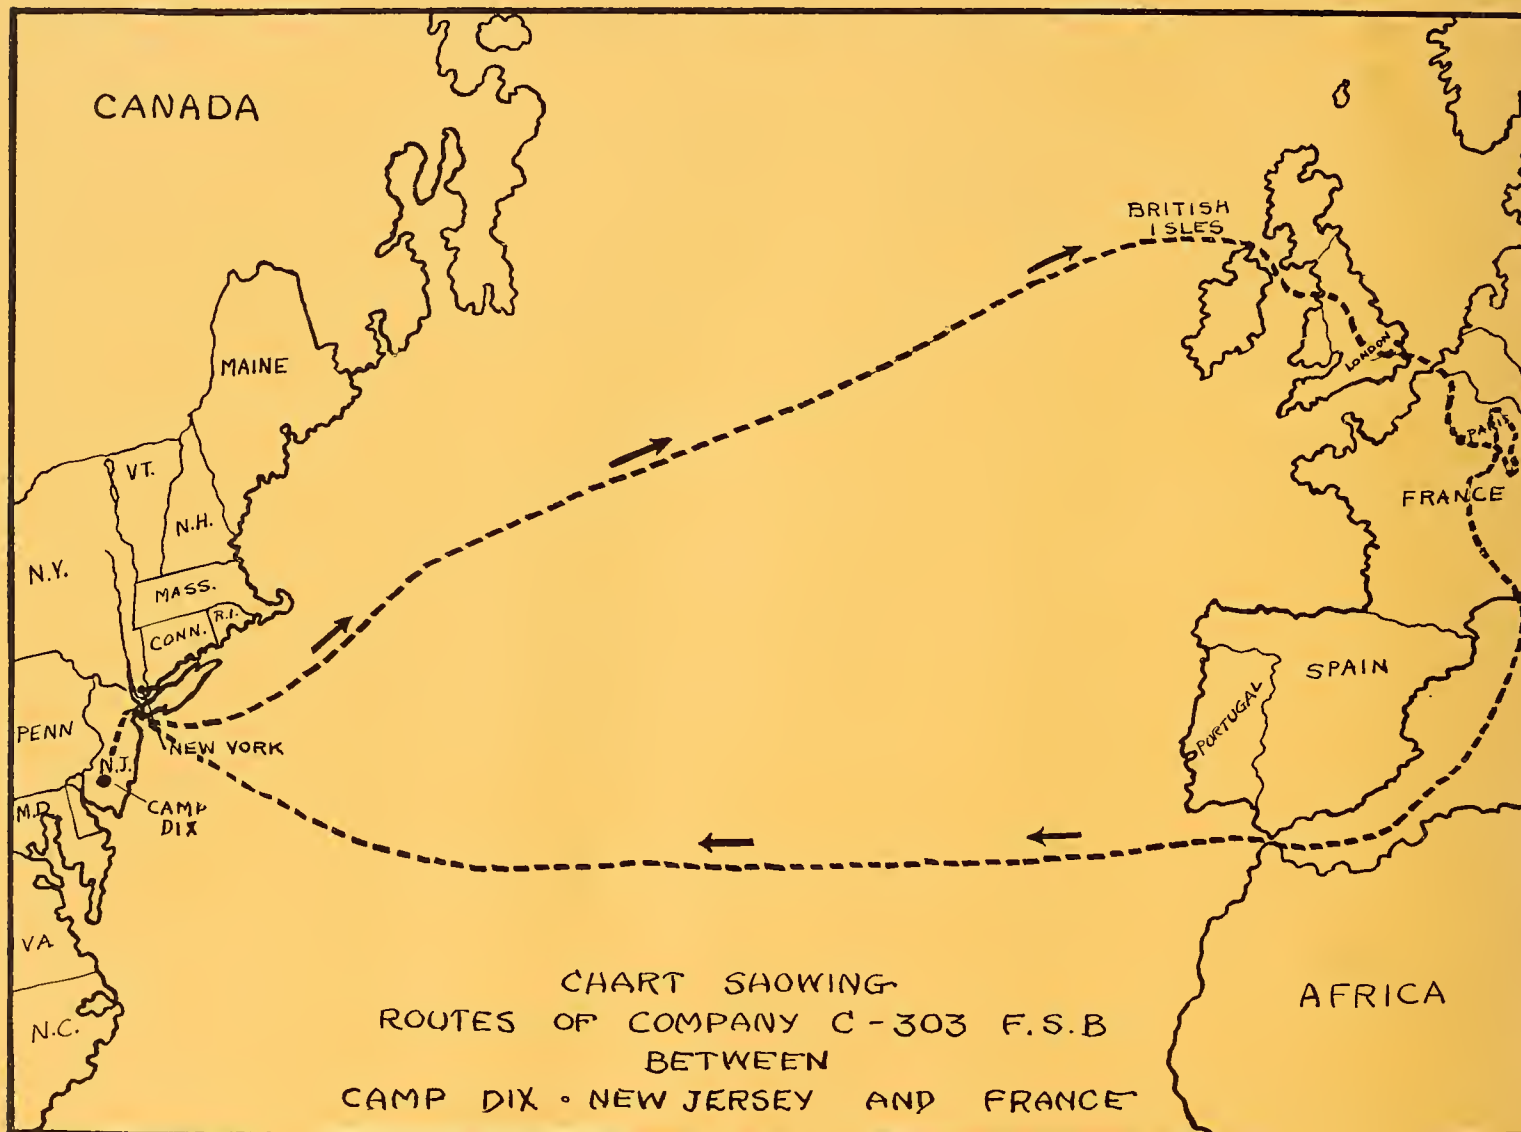 CANADA
BRITISH
ISLES
MAINE
LONDON
VT.
PARIS
FRANCE
N.H.
N.Y.
MASS.
R.I.
CONN.
SPAIN
PORTUGAL
PENN
NEW YORK
N.J.
CAMP
DIX
M.D.
VA
AFRICA
N.C.
CHART SHOWING
ROUTES OF COMPANY C-303 F.S.B
BETWEEN
CAMP DIX • NEW JERSEY AND FRANCE